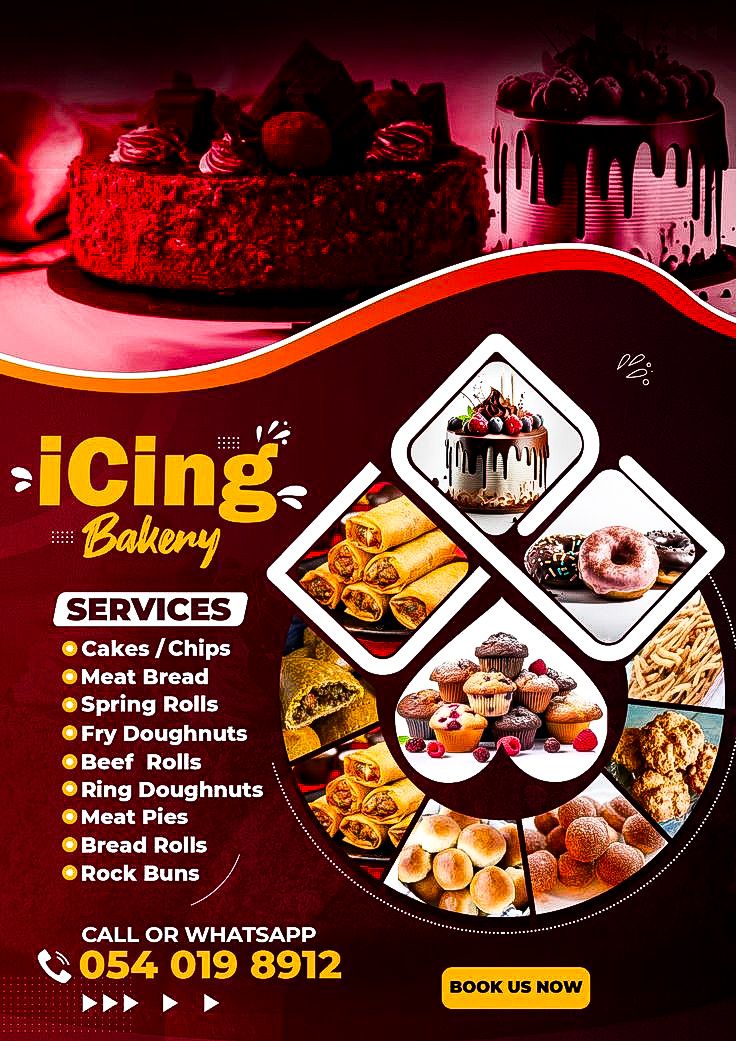 iCing
Bakery
SERVICES
Cakes / Chips
Meat Bread
Spring Rolls
Fry Doughnuts
Beef Rolls
Ring Doughnuts
Meat Pies
Bread Rolls
Rock Buns
CALL OR WHATSAPP
054 019 8912
BOOK US NOW